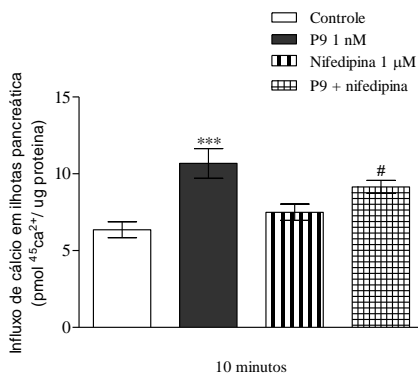 Controle
P9 1 nM
Nifedipina 1 μM
P9 + nifedipina
Influxo de cálcio em ilhotas pancreática
(pmol ⁴⁵ca²⁺/ ug proteina)
15
10
5
0
***
#
10 minutos